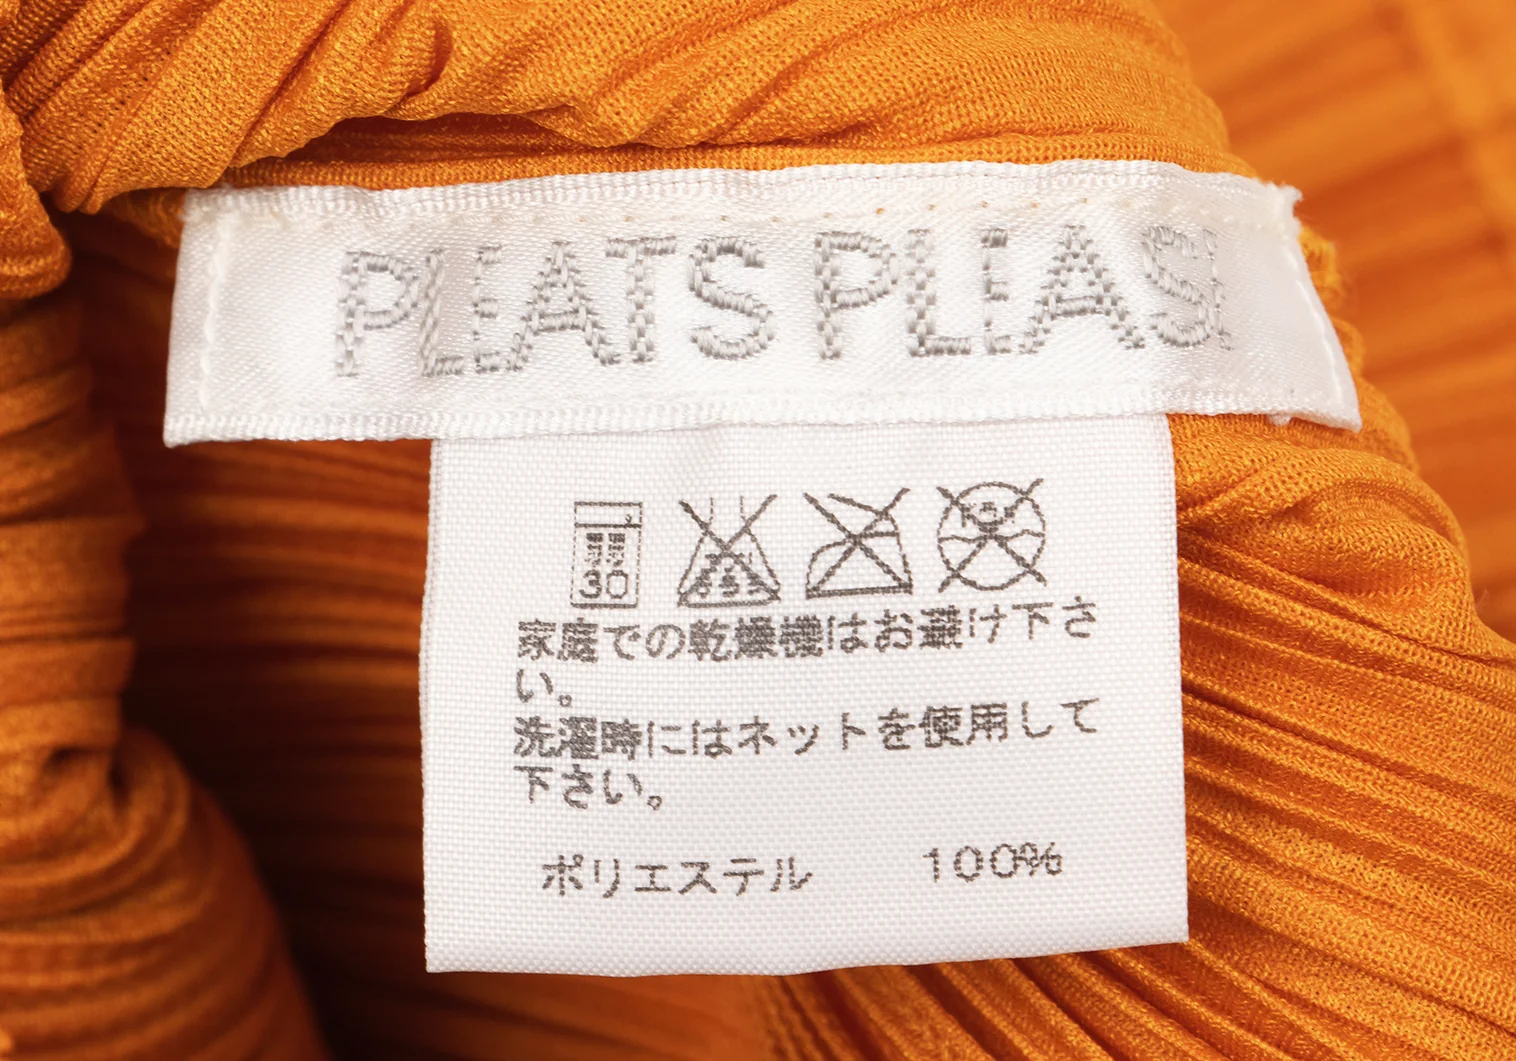 PLEATS PLEASE
30
家庭での乾燥機はお避け下さ
い。
洗濯時にはネットを使用して
下さい。
ポリエステル 100%